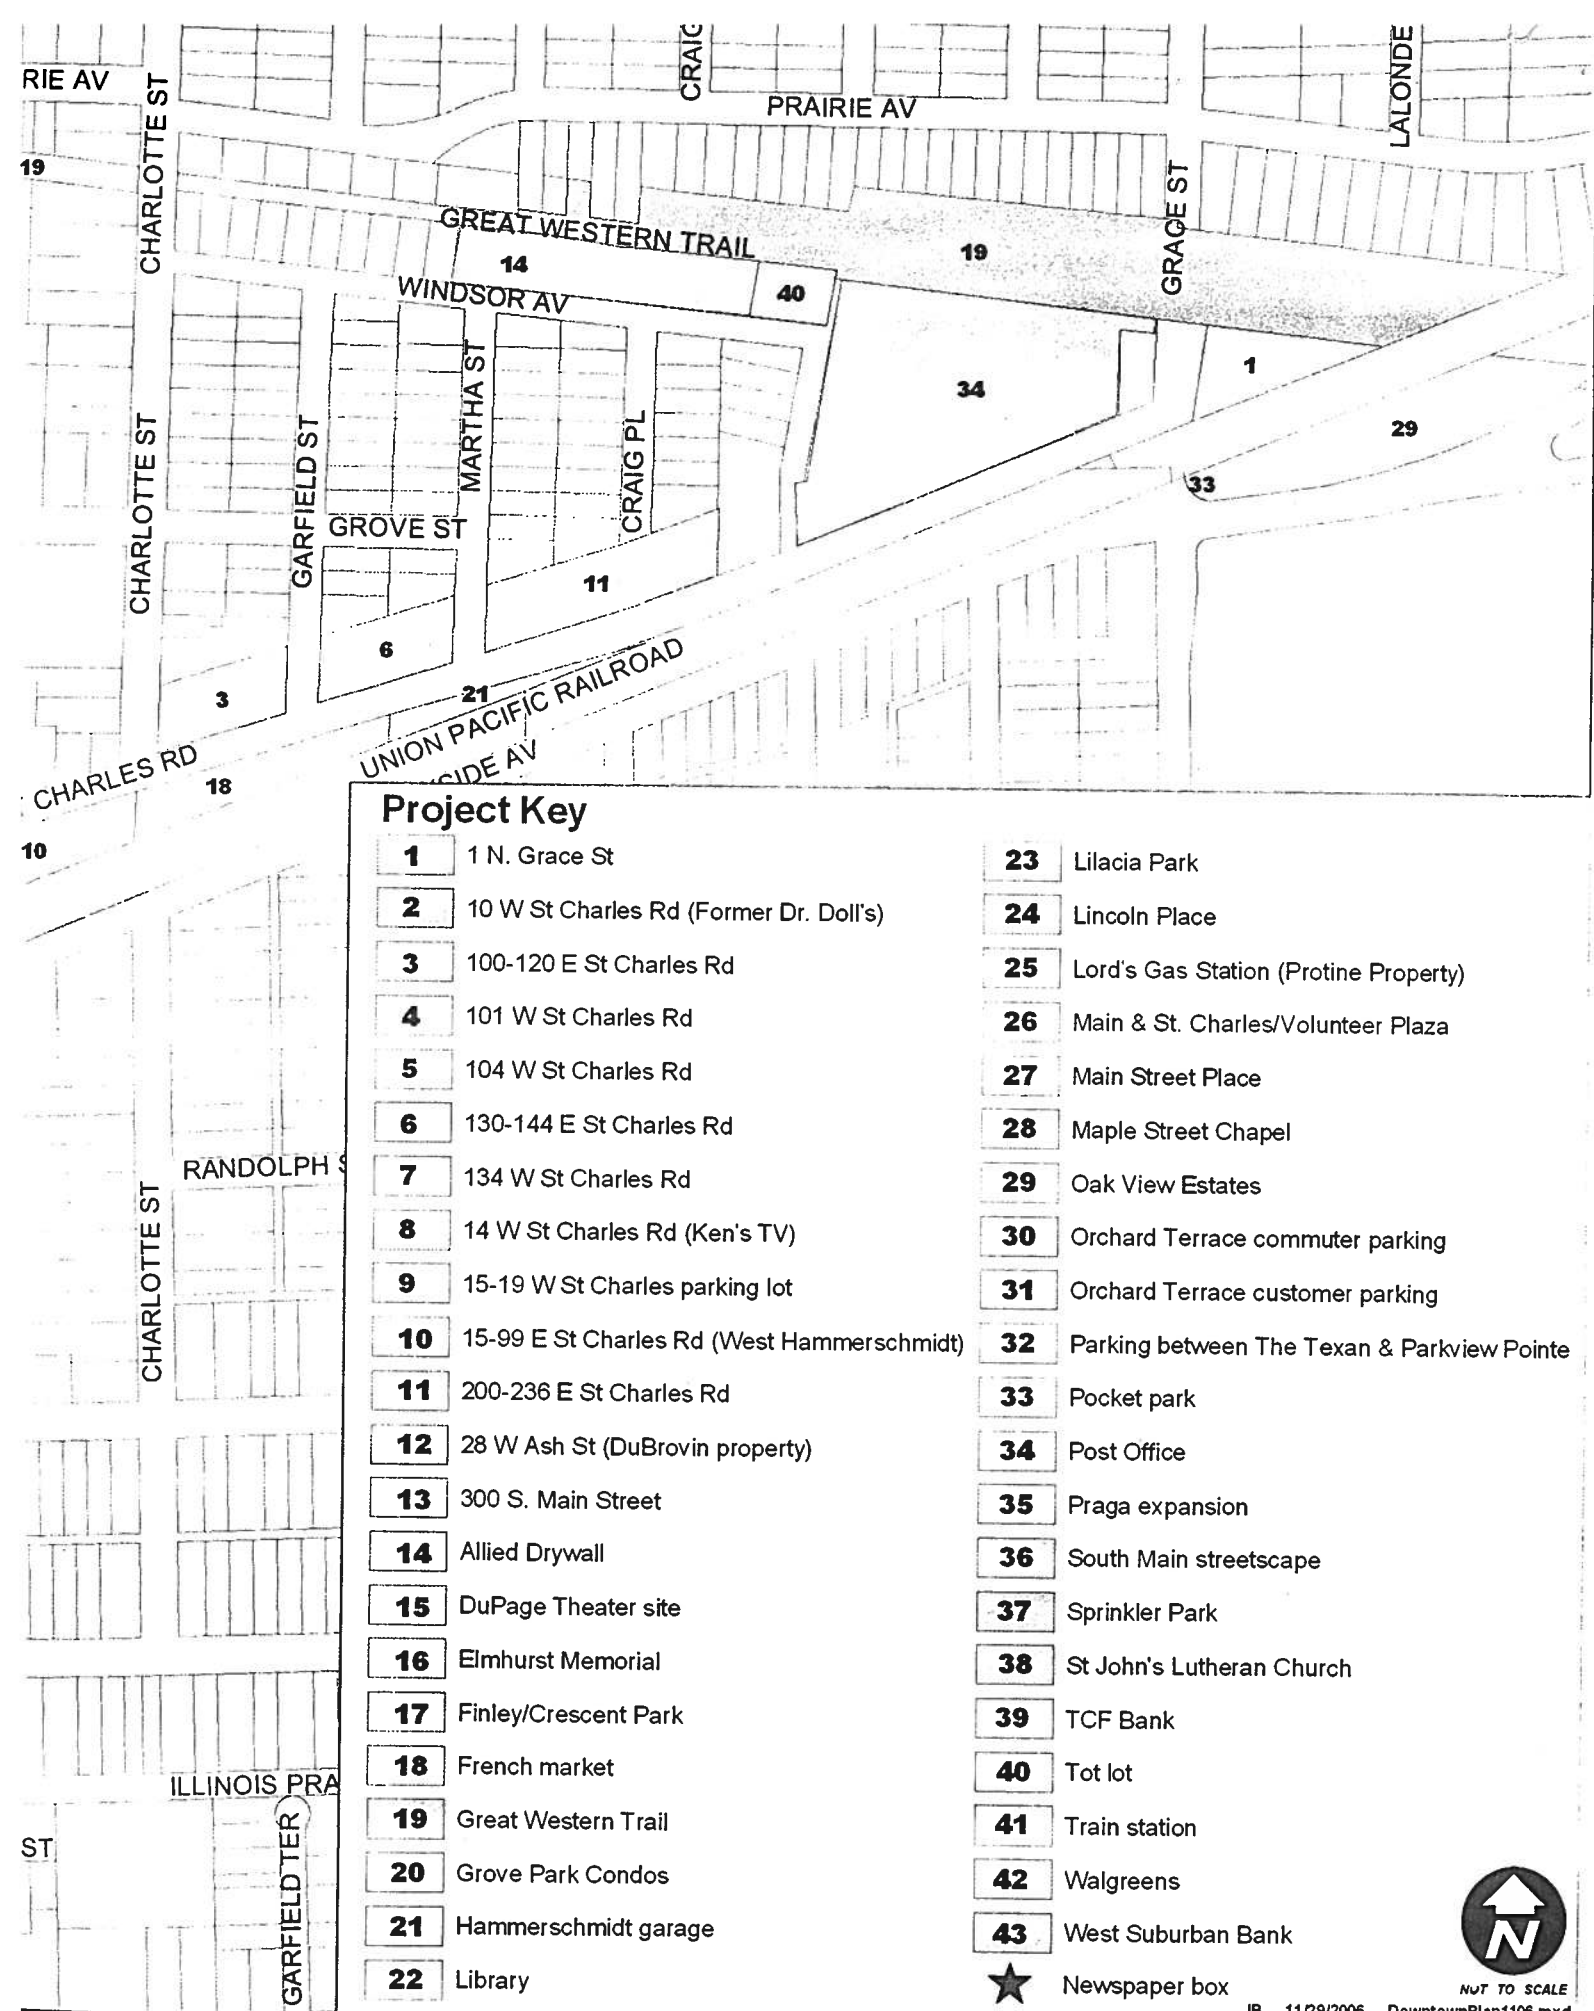 CRAIG
LALONDE
RIE AV
CHARLOTTE ST
PRAIRIE AV
19
GRACE ST
GREAT WESTERN TRAIL
19
14
WINDSOR AV
40
MARTHA ST
1
34
CHARLOTTE ST
GARFIELD ST
CRAIG PL
29
33
GROVE ST
11
6
3
21
UNION PACIFIC RAILROAD
CHARLES RD
SIDE AV
18
10
RANDOLPH S
CHARLOTTE ST
ILLINOIS PRA
ST
GARFIELD TER
Project Key
1 1 N. Grace St
2 10 W St Charles Rd (Former Dr. Doll's)
3 100-120 E St Charles Rd
4 101 W St Charles Rd
5 104 W St Charles Rd
6 130-144 E St Charles Rd
7 134 W St Charles Rd
8 14 W St Charles Rd (Ken's TV)
9 15-19 W St Charles parking lot
10 15-99 E St Charles Rd (West Hammerschmidt)
11 200-236 E St Charles Rd
12 28 W Ash St (DuBrovin property)
13 300 S. Main Street
14 Allied Drywall
15 DuPage Theater site
16 Elmhurst Memorial
17 Finley/Crescent Park
18 French market
19 Great Western Trail
20 Grove Park Condos
21 Hammerschmidt garage
22 Library
23 Lilacia Park
24 Lincoln Place
25 Lord's Gas Station (Protine Property)
26 Main & St. Charles/Volunteer Plaza
27 Main Street Place
28 Maple Street Chapel
29 Oak View Estates
30 Orchard Terrace commuter parking
31 Orchard Terrace customer parking
32 Parking between The Texan & Parkview Pointe
33 Pocket park
34 Post Office
35 Praga expansion
36 South Main streetscape
37 Sprinkler Park
38 St John's Lutheran Church
39 TCF Bank
40 Tot lot
41 Train station
42 Walgreens
43 West Suburban Bank
Newspaper box
N
NOT TO SCALE
11/29/2006 DowntownPlan1106.mxd